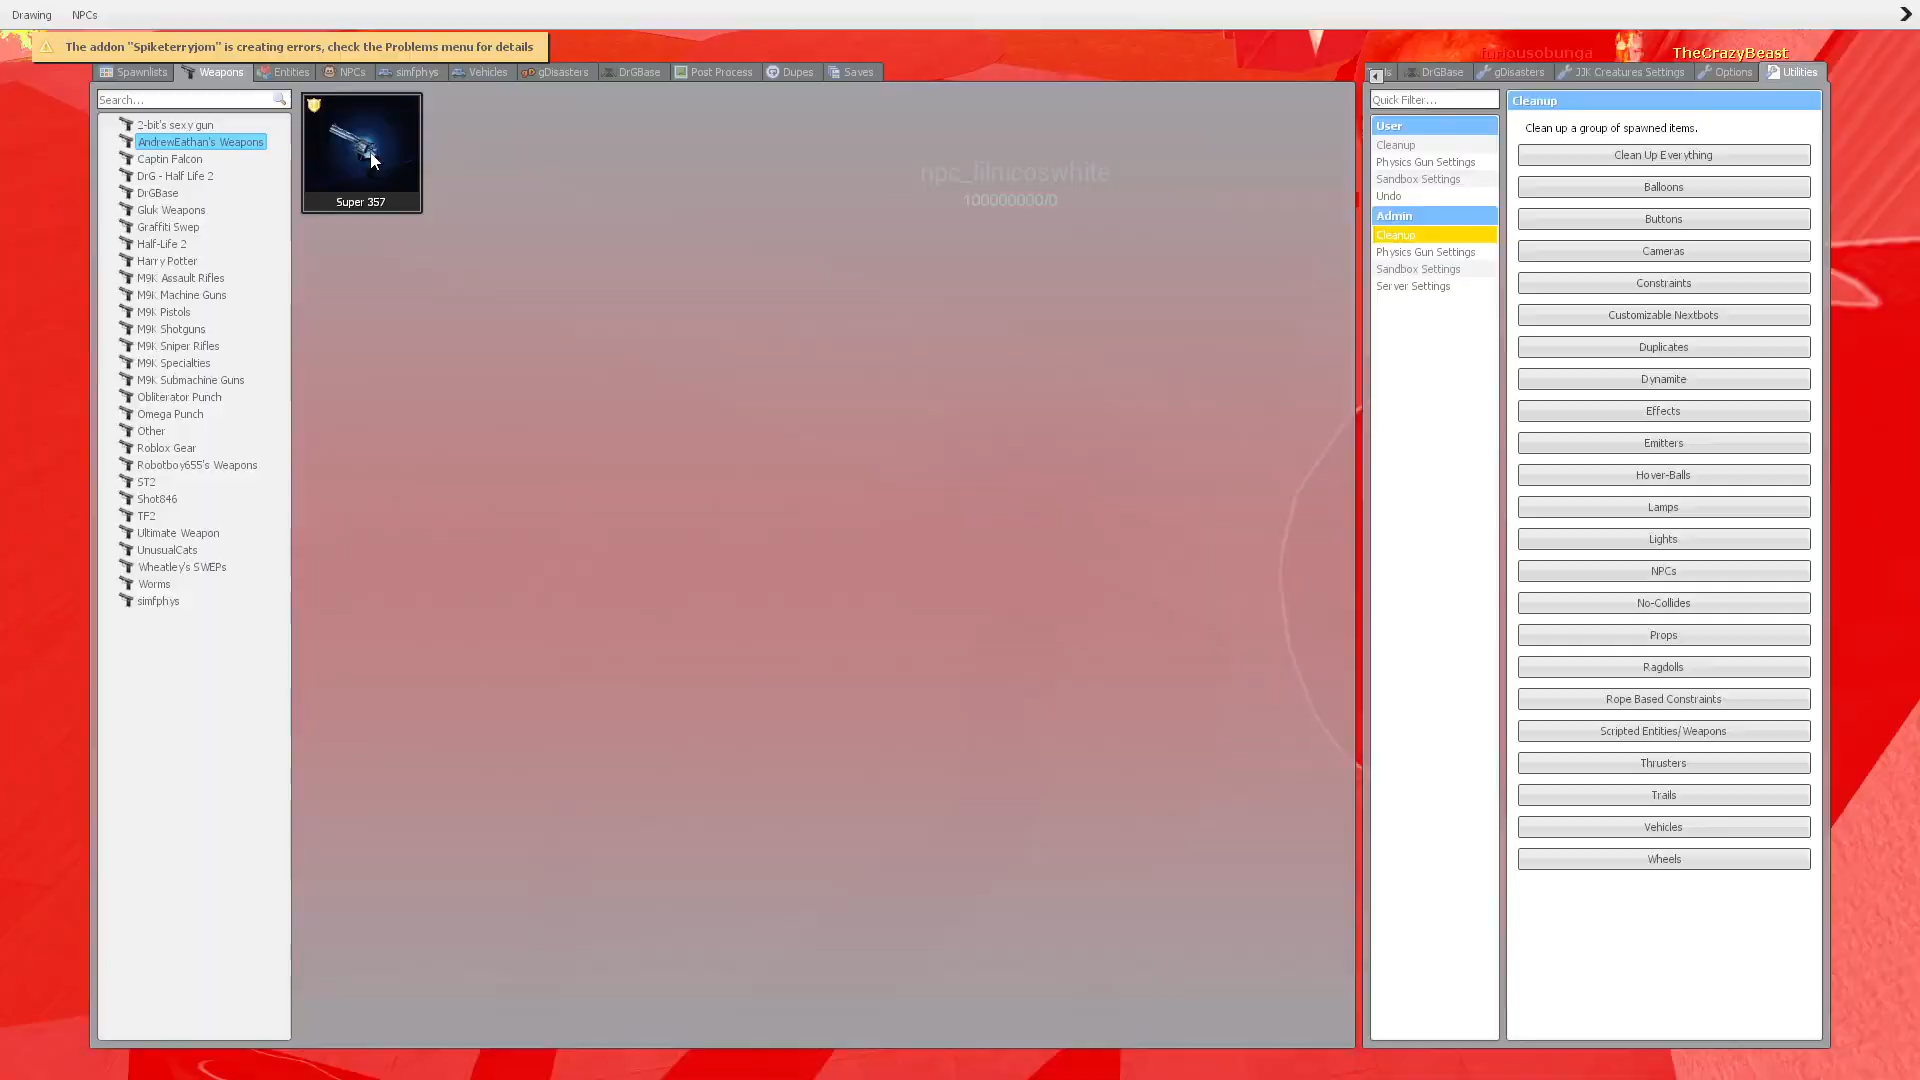 Drawing NPCs
The addon "Spiketerryjom" is creating errors, check the Problems menu for details
furiousobunga TheCrazyBeast
Spawnlists Weapons Entities NPCs simfphys Vehicles gDisasters DrGBase Post Process Dupes Saves
DrGBase gDisasters JJK Creatures Settings Options Utilities
Search...
2-bit's sexy gun
AndrewEathan's Weapons
Captin Falcon
DrG - Half Life 2
DrGBase
Gluk Weapons
Graffiti Swep
Half-Life 2
Harry Potter
M9K Assault Rifles
M9K Machine Guns
M9K Pistols
M9K Shotguns
M9K Sniper Rifles
M9K Specialties
M9K Submachine Guns
Obliterator Punch
Omega Punch
Other
Roblox Gear
Robotboy655's Weapons
ST2
Shot846
TF2
Ultimate Weapon
UnusualCats
Wheatley's SWEPs
Worms
simfphys
Super 357
npc_lilnicoswhite
100000000/0
Quick Filter...
User
Cleanup
Physics Gun Settings
Sandbox Settings
Undo
Admin
Cleanup
Physics Gun Settings
Sandbox Settings
Server Settings
Cleanup
Clean up a group of spawned items.
Clean Up Everything
Balloons
Buttons
Cameras
Constraints
Customizable Nextbots
Duplicates
Dynamite
Effects
Emitters
Hover-Balls
Lamps
Lights
NPCs
No-Collides
Props
Ragdolls
Rope Based Constraints
Scripted Entities/Weapons
Thrusters
Trails
Vehicles
Wheels